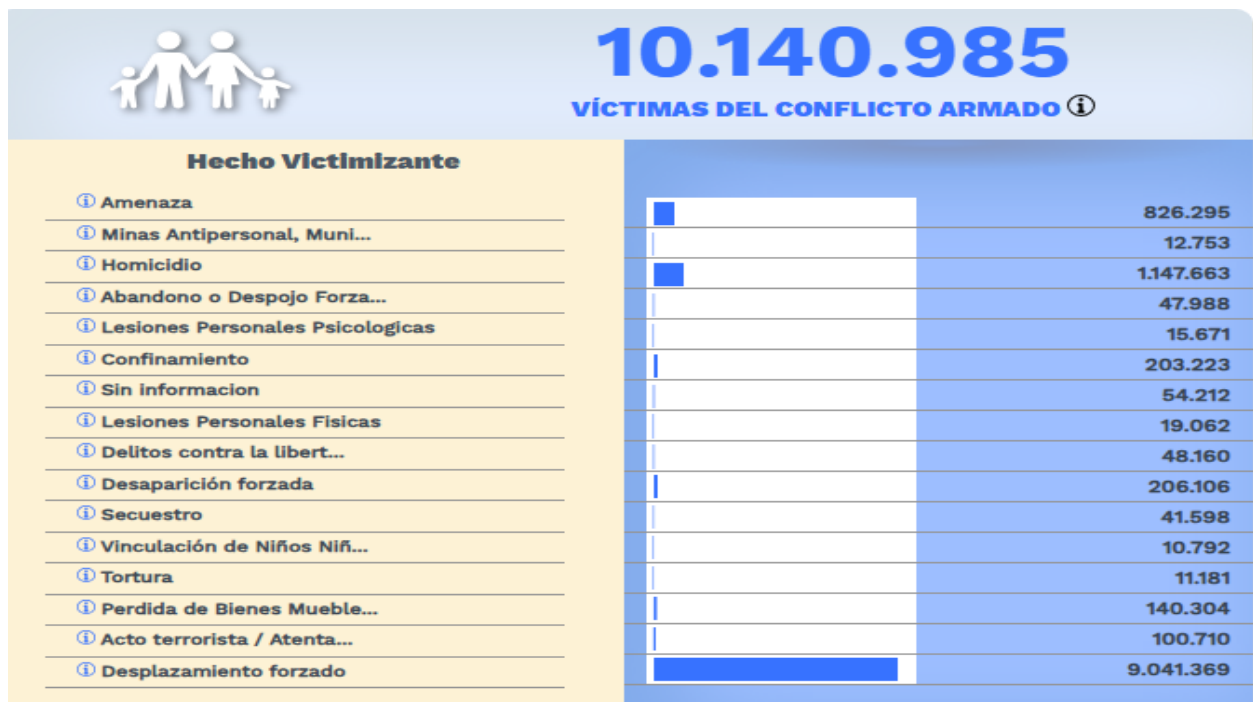 10.140.985
VÍCTIMAS DEL CONFLICTO ARMADO
Hecho Victimizante
Amenaza 826.295
Minas Antipersonal, Muni... 12.753
Homicidio 1.147.663
Abandono o Despojo Forza... 47.988
Lesiones Personales Psicologicas 15.671
Confinamiento 203.223
Sin informacion 54.212
Lesiones Personales Fisicas 19.062
Delitos contra la libert... 48.160
Desaparición forzada 206.106
Secuestro 41.598
Vinculación de Niños Niñ... 10.792
Tortura 11.181
Perdida de Bienes Mueble... 140.304
Acto terrorista / Atenta... 100.710
Desplazamiento forzado 9.041.369